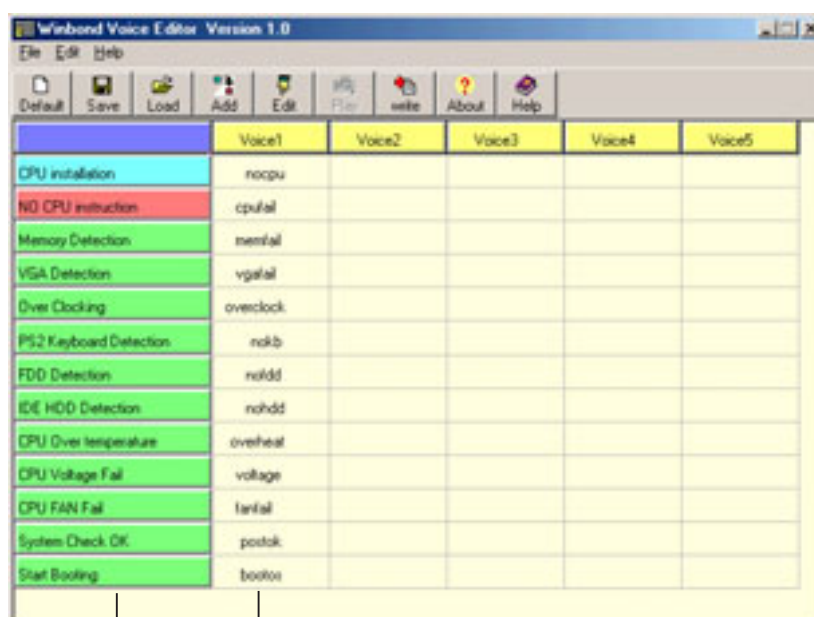 Winbond Voice Editor Version 1.0
File Edit Help
Default Save Load Add Edit Play write About Help
Voice1 Voice2 Voice3 Voice4 Voice5
CPU installation nocpu
NO CPU instruction cpufail
Memory Detection memfail
VGA Detection vgafail
Over Clocking overclock
PS2 Keyboard Detection nokb
FDD Detection nofdd
IDE HDD Detection nohdd
CPU Over temperature overheat
CPU Voltage Fail voltage
CPU FAN Fail fanfail
System Check OK postok
Start Booting bootos